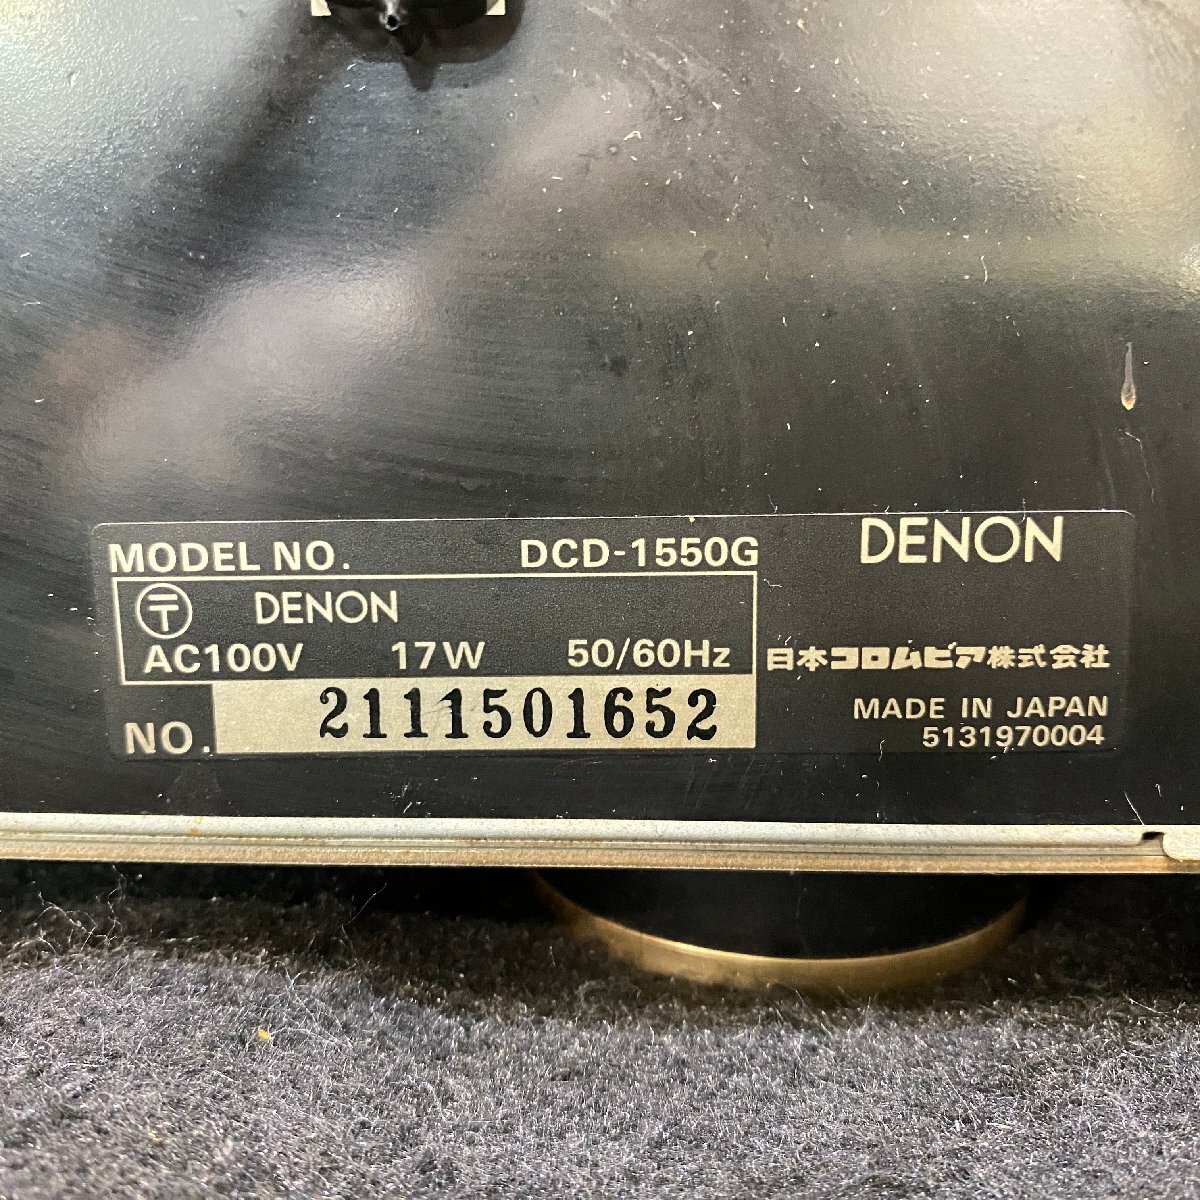 MODEL NO. DCD-1550G
〒 DENON
AC100V 17W 50/60Hz
NO. 2111501652
DENON
日本コロムビア株式会社
MADE IN JAPAN
5131970004